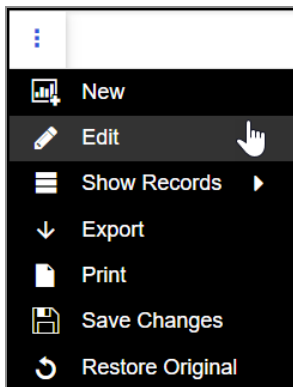 New
Edit
Show Records
Export
Print
Save Changes
Restore Original